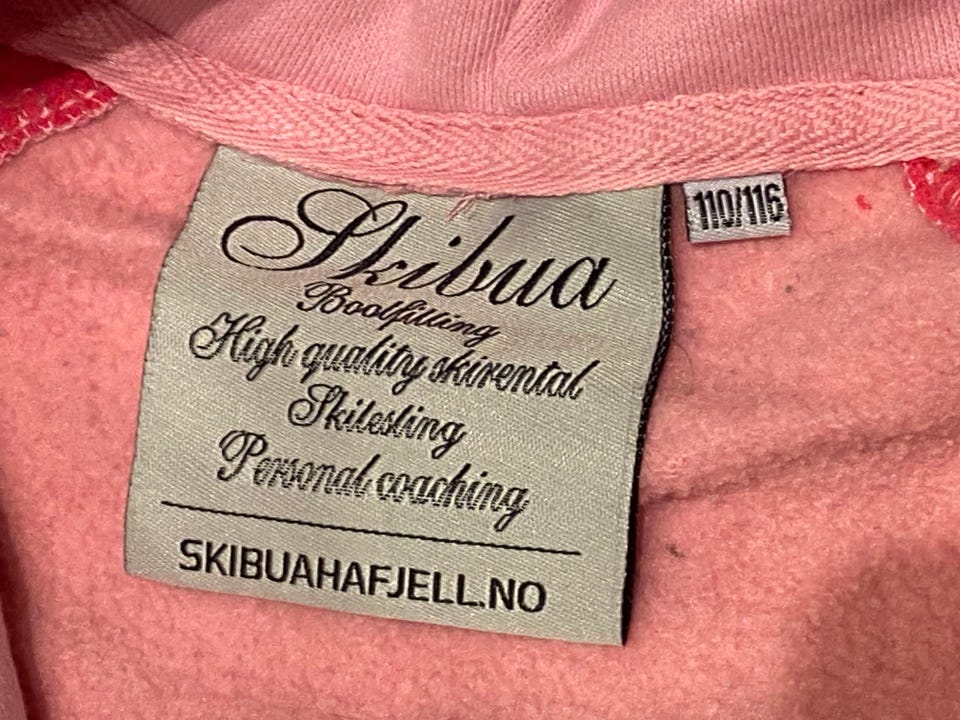 Skibua
Bootfitting
High quality skirental
Skitesting
Personal coaching
SKIBUAHAFJELL.NO
110/116